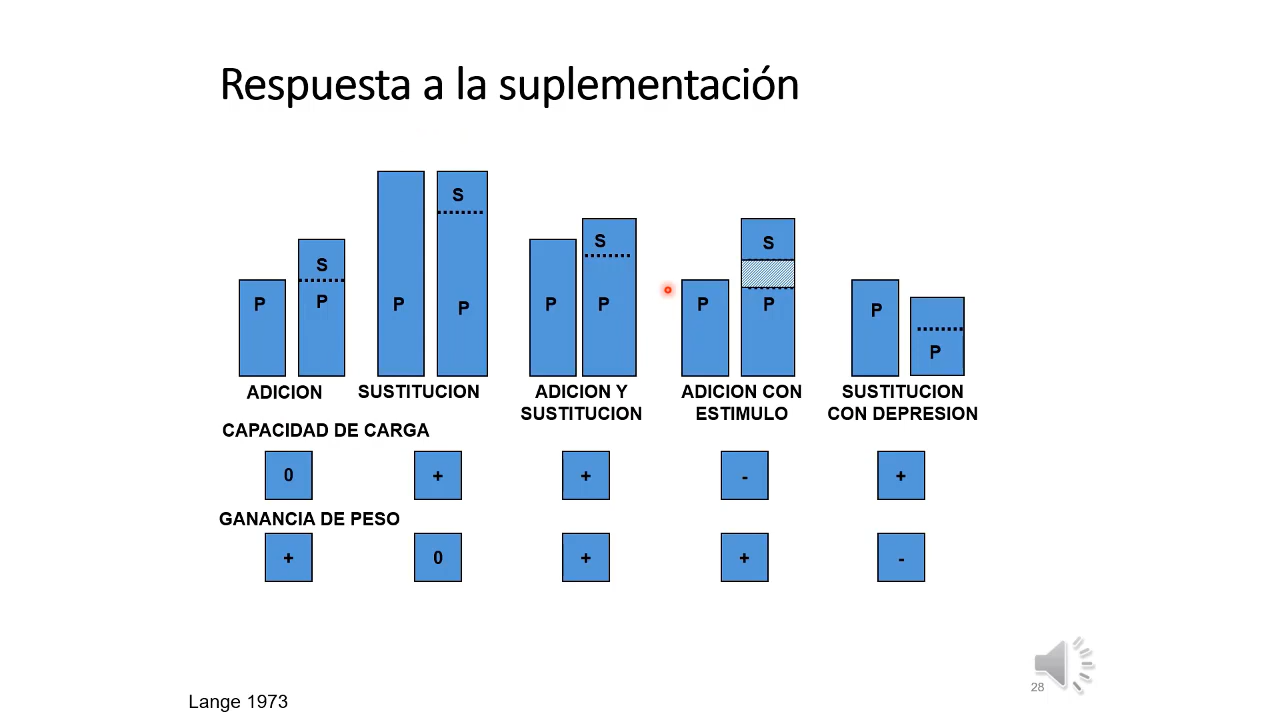 Respuesta a la suplementación
P
S
P
P
S
P
P
S
P
P
S
P
P
P
ADICION
SUSTITUCION
ADICION Y
SUSTITUCION
ADICION CON
ESTIMULO
SUSTITUCION
CON DEPRESION
CAPACIDAD DE CARGA
0 + + - +
GANANCIA DE PESO
+ 0 + + -
28
Lange 1973